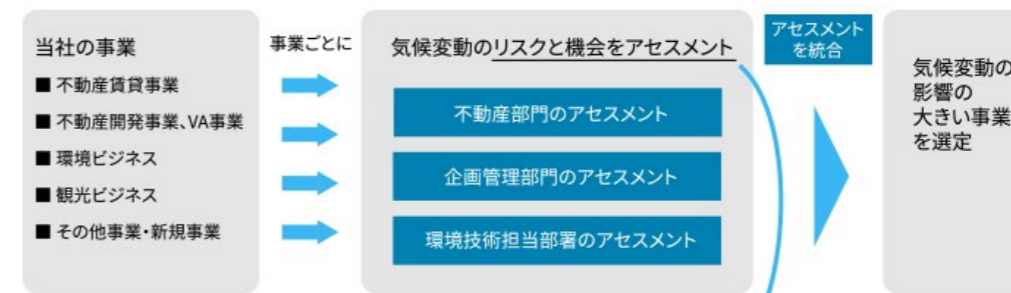 当社の事業
■ 不動産賃貸事業
■ 不動産開発事業、VA事業
■ 環境ビジネス
■ 観光ビジネス
■ その他事業・新規事業
事業ごとに
気候変動のリスクと機会をアセスメント
不動産部門のアセスメント
企画管理部門のアセスメント
環境技術担当部署のアセスメント
アセスメント
を統合
気候変動の
影響の
大きい事業
を選定